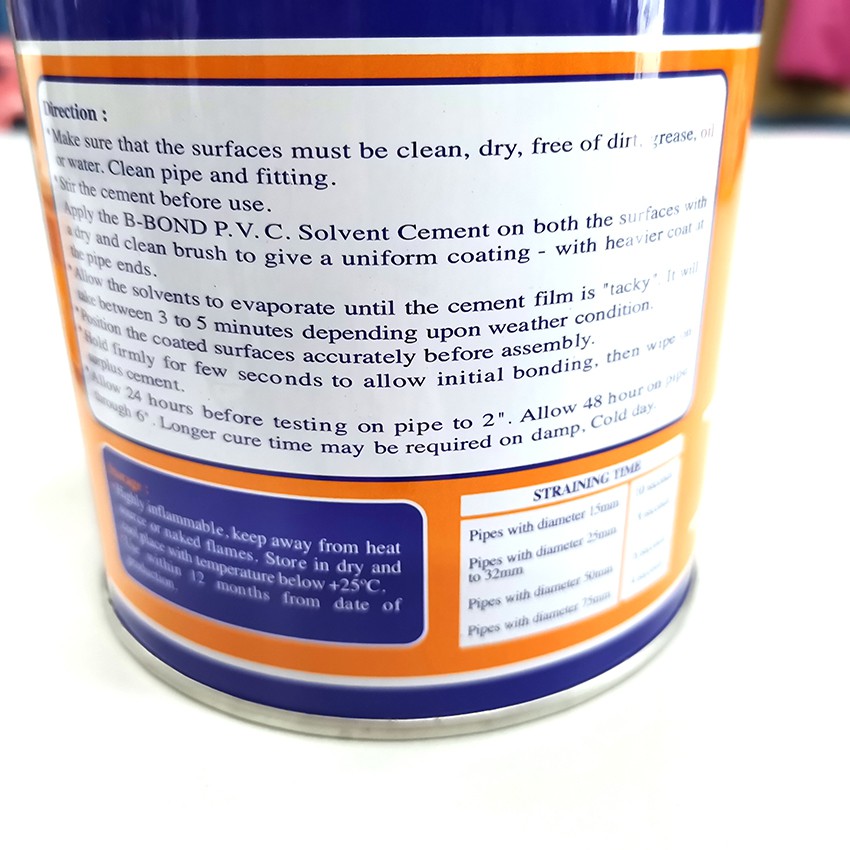 Direction :
*Make sure that the surfaces must be clean, dry, free of dirt, grease, oil
or water. Clean pipe and fitting.
*Stir the cement before use.
Apply the B-BOND P.V.C. Solvent Cement on both the surfaces with
a dry and clean brush to give a uniform coating - with heavier coat at
the pipe ends.
*Allow the solvents to evaporate until the cement film is "tacky". It will
take between 3 to 5 minutes depending upon weather condition.
*Position the coated surfaces accurately before assembly.
*Hold firmly for few seconds to allow initial bonding, then wipe
surplus cement.
*Allow 24 hours before testing on pipe to 2". Allow 48 hour on pipe
through 6". Longer cure time may be required on damp, Cold day.
Storage :
Highly inflammable, keep away from heat
source or naked flames. Store in dry and
cool place with temperature below +25°C.
Use within 12 months from date of
production.
STRAINING TIME
Pipes with diameter 15mm
Pipes with diameter 25mm
to 32mm
Pipes with diameter 50mm
Pipes with diameter 75mm